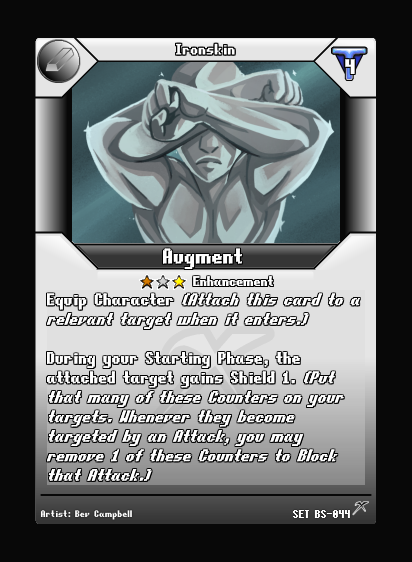 Ironskin
4
Augment
Enhancement
Equip Character (Attach this card to a
relevant target when it enters.)
During your Starting Phase, the
attached target gains Shield 1. (Put
that many of these Counters on your
targets. Whenever they become
targeted by an Attack, you may
remove 1 of these Counters to Block
that Attack.)
Artist: Bev Campbell
SET BS-044